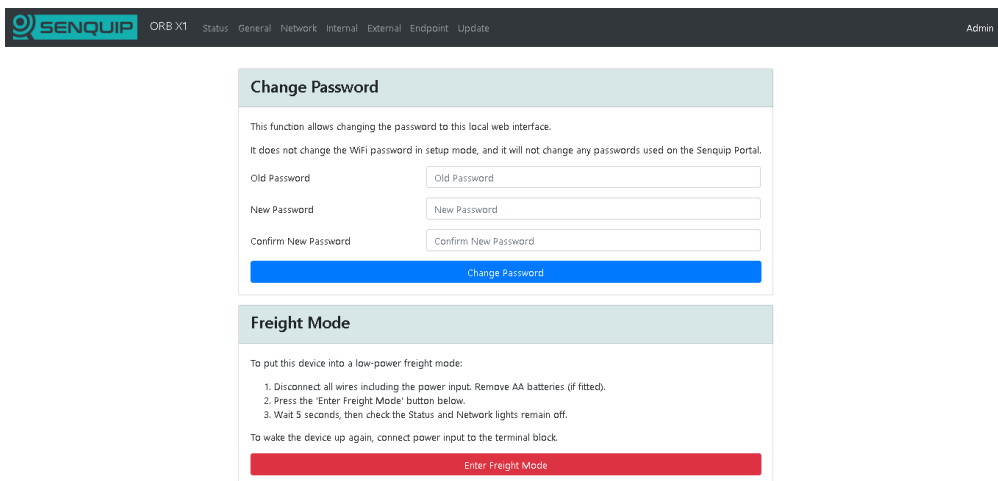 SENQUIP ORB X1 Status General Network Internal External Endpoint Update Admin
Change Password
This function allows changing the password to this local web interface.
It does not change the WiFi password in setup mode, and it will not change any passwords used on the Senquip Portal.
Old Password Old Password
New Password New Password
Confirm New Password Confirm New Password
Change Password
Freight Mode
To put this device into a low-power freight mode:
1. Disconnect all wires including the power input. Remove AA batteries (if fitted).
2. Press the 'Enter Freight Mode' button below.
3. Wait 5 seconds, then check the Status and Network lights remain off.
To wake the device up again, connect power input to the terminal block.
Enter Freight Mode